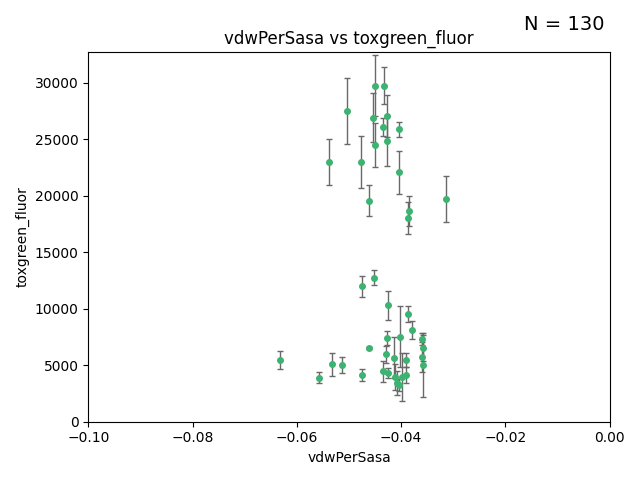 N = 130
vdwPerSasa vs toxgreen_fluor
30000
25000
20000
15000
10000
5000
0
toxgreen_fluor
−0.10 −0.08 −0.06 −0.04 −0.02 0.00
vdwPerSasa